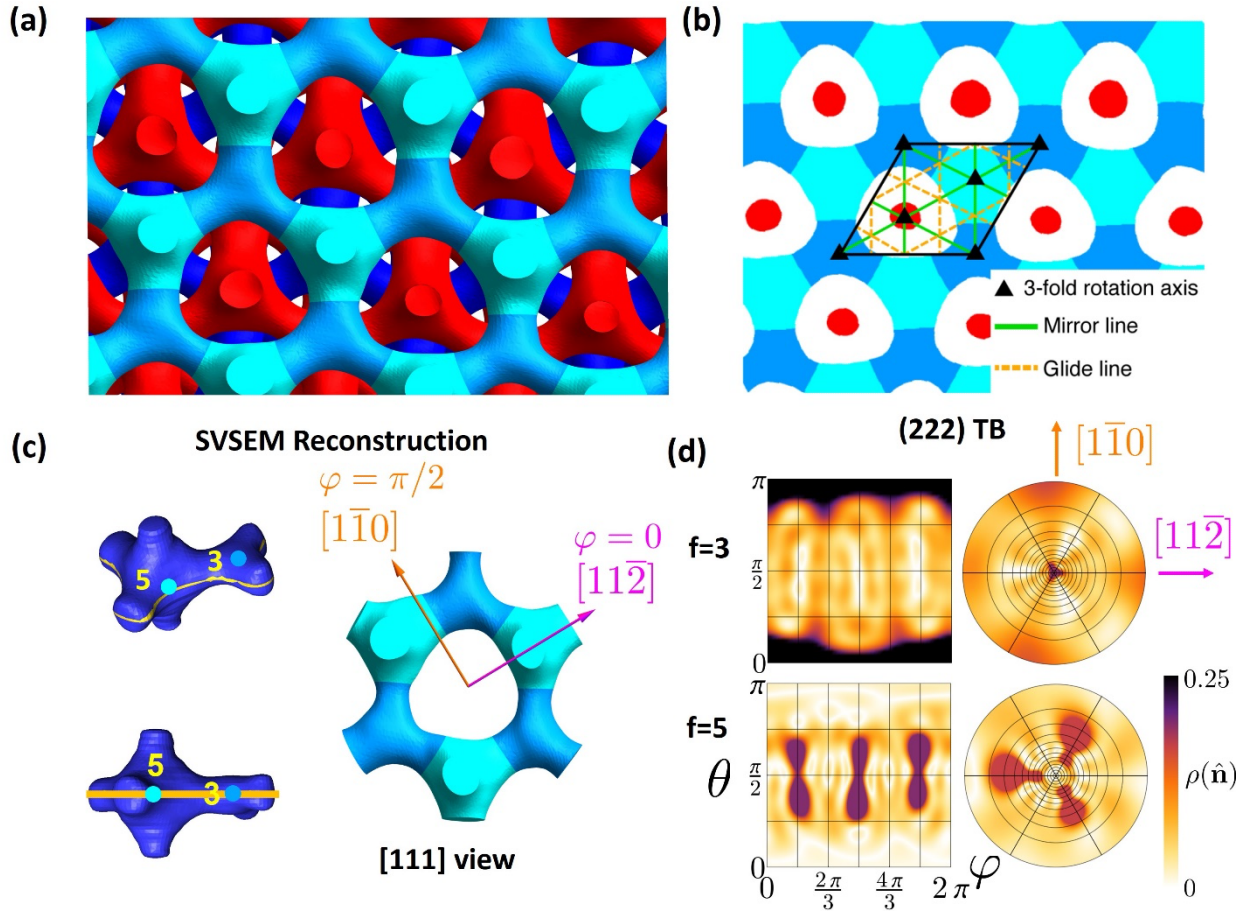 (a)
(b)
3-fold rotation axis
Mirror line
Glide line
(c)
SVSEM Reconstruction
φ = π/2
[11̅0]
φ = 0
[112̅]
5
3
5
3
[111] view
(222) TB
(d)
[11̅0]
[112̅]
f=3
π
π/2
0
f=5
π
θ
π/2
0
0
2π/3
4π/3
2π
φ
0.25
ρ(n̂)
0